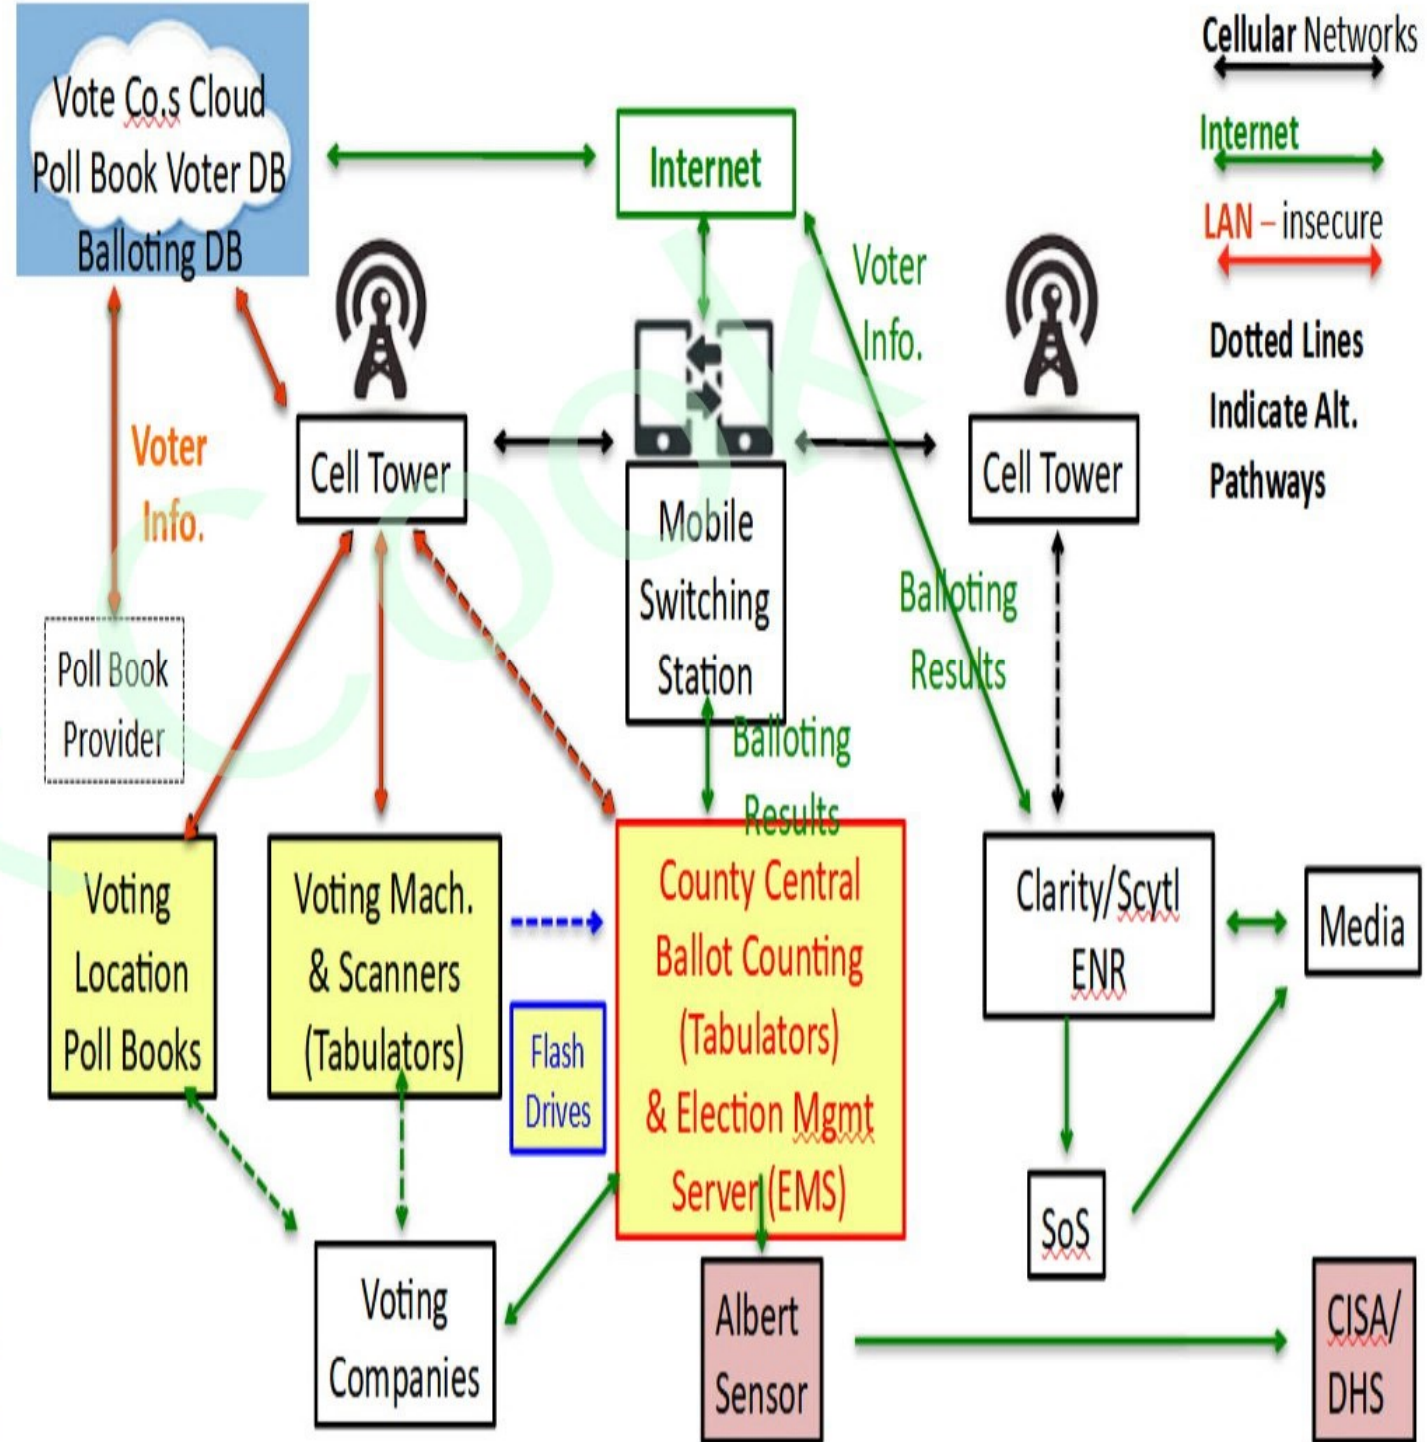 Vote Co.s Cloud
Poll Book Voter DB
Balloting DB
Internet
Cellular Networks
Internet
LAN – insecure
Dotted Lines
Indicate Alt.
Pathways
Voter
Info.
Cell Tower
Voter
Info.
Cell Tower
Mobile
Switching
Station
Balloting
Results
Poll Book
Provider
Balloting
Results
Voting
Location
Poll Books
Voting Mach.
& Scanners
(Tabulators)
Flash
Drives
County Central
Ballot Counting
(Tabulators)
& Election Mgmt
Server (EMS)
Clarity/Scytl
ENR
Media
SoS
Voting
Companies
Albert
Sensor
CISA/
DHS
Cook